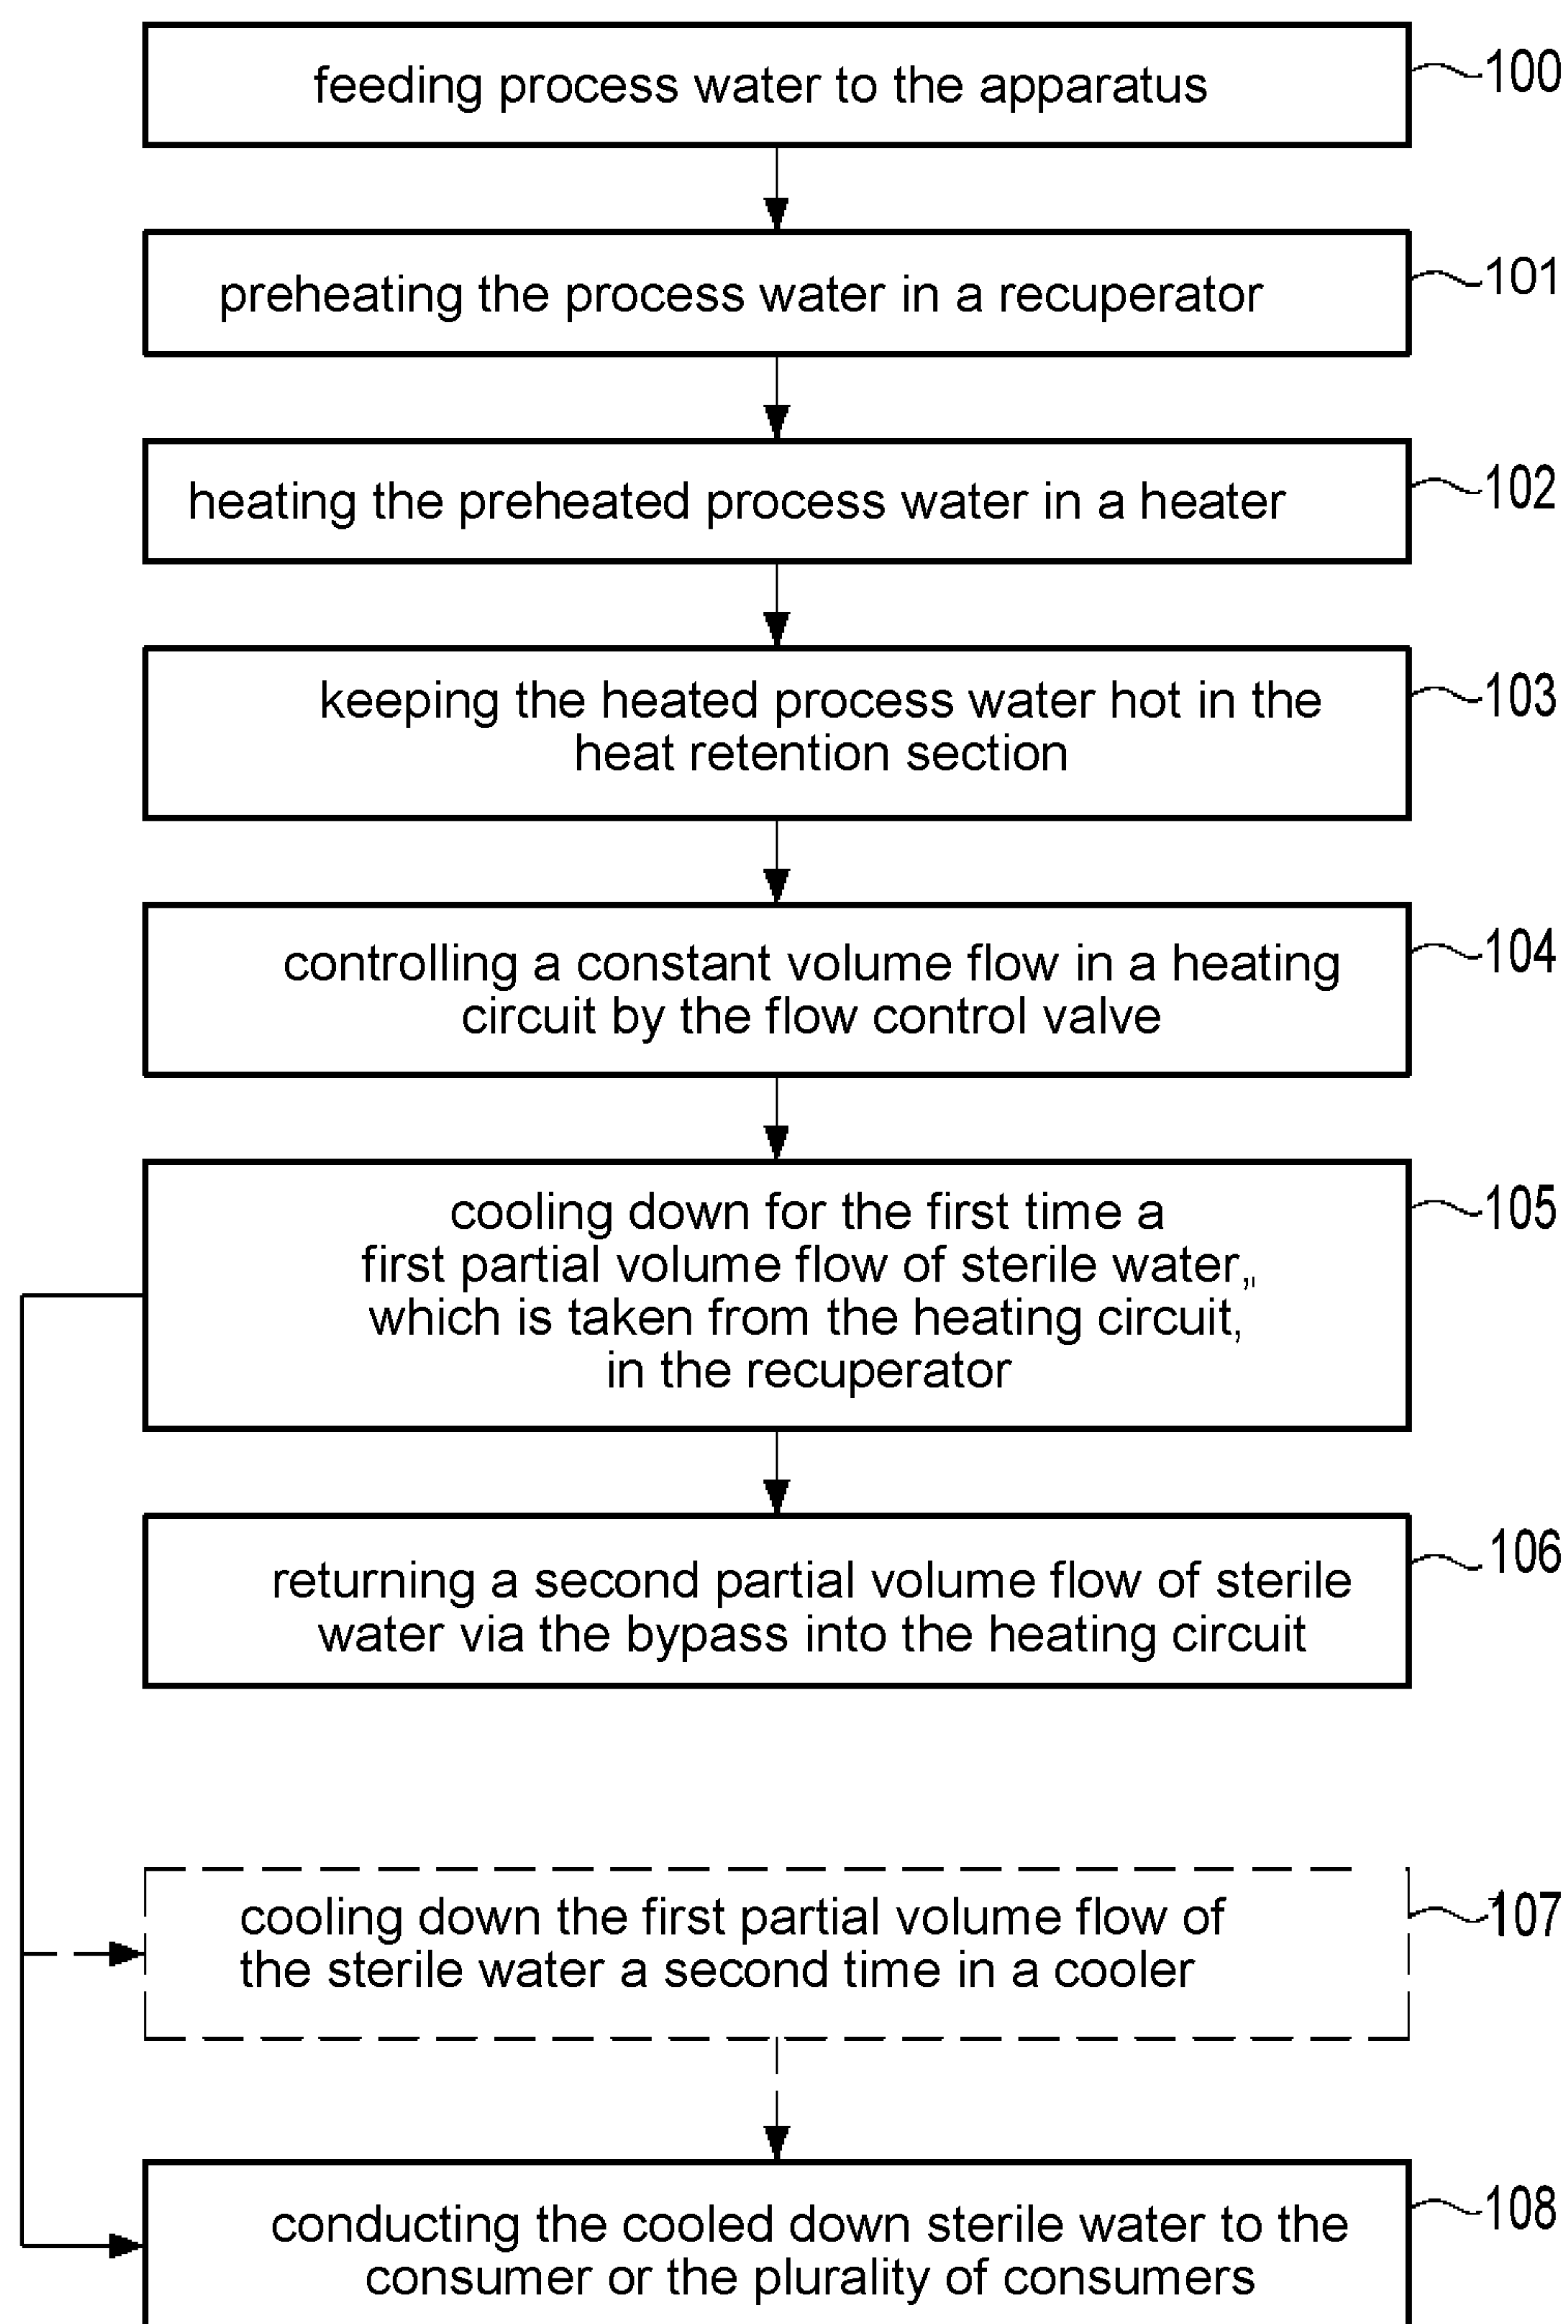 feeding process water to the apparatus
100
preheating the process water in a recuperator
101
heating the preheated process water in a heater
102
keeping the heated process water hot in the
heat retention section
103
controlling a constant volume flow in a heating
circuit by the flow control valve
104
cooling down for the first time a
first partial volume flow of sterile water,,
which is taken from the heating circuit,
in the recuperator
105
returning a second partial volume flow of sterile
water via the bypass into the heating circuit
106
cooling down the first partial volume flow of
the sterile water a second time in a cooler
107
conducting the cooled down sterile water to the
consumer or the plurality of consumers
108